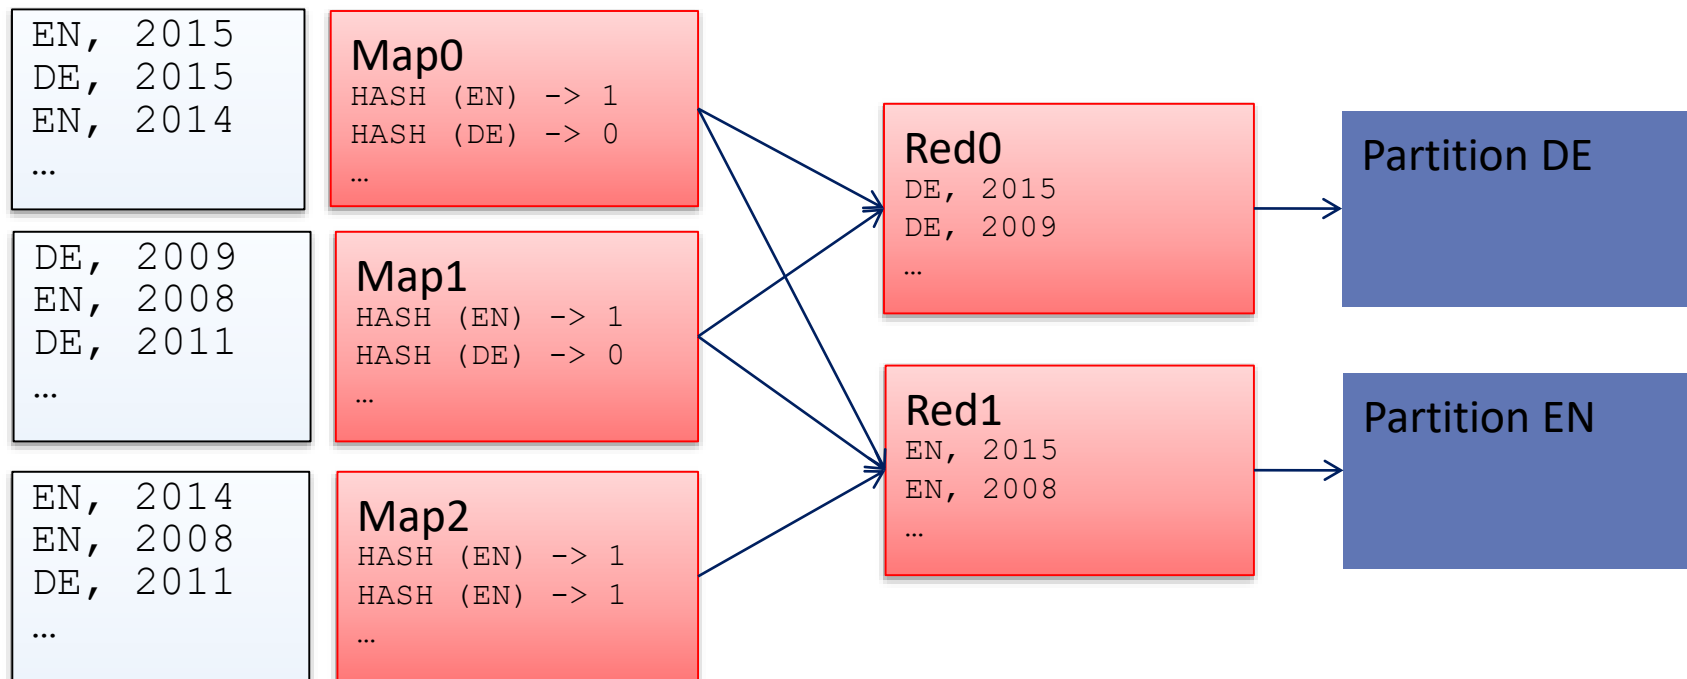 EN, 2015
DE, 2015
EN, 2014
…
Map0
HASH (EN) -> 1
HASH (DE) -> 0
…
DE, 2009
EN, 2008
DE, 2011
…
Map1
HASH (EN) -> 1
HASH (DE) -> 0
…
EN, 2014
EN, 2008
DE, 2011
…
Map2
HASH (EN) -> 1
HASH (EN) -> 1
…
Red0
DE, 2015
DE, 2009
…
Red1
EN, 2015
EN, 2008
…
Partition DE
Partition EN